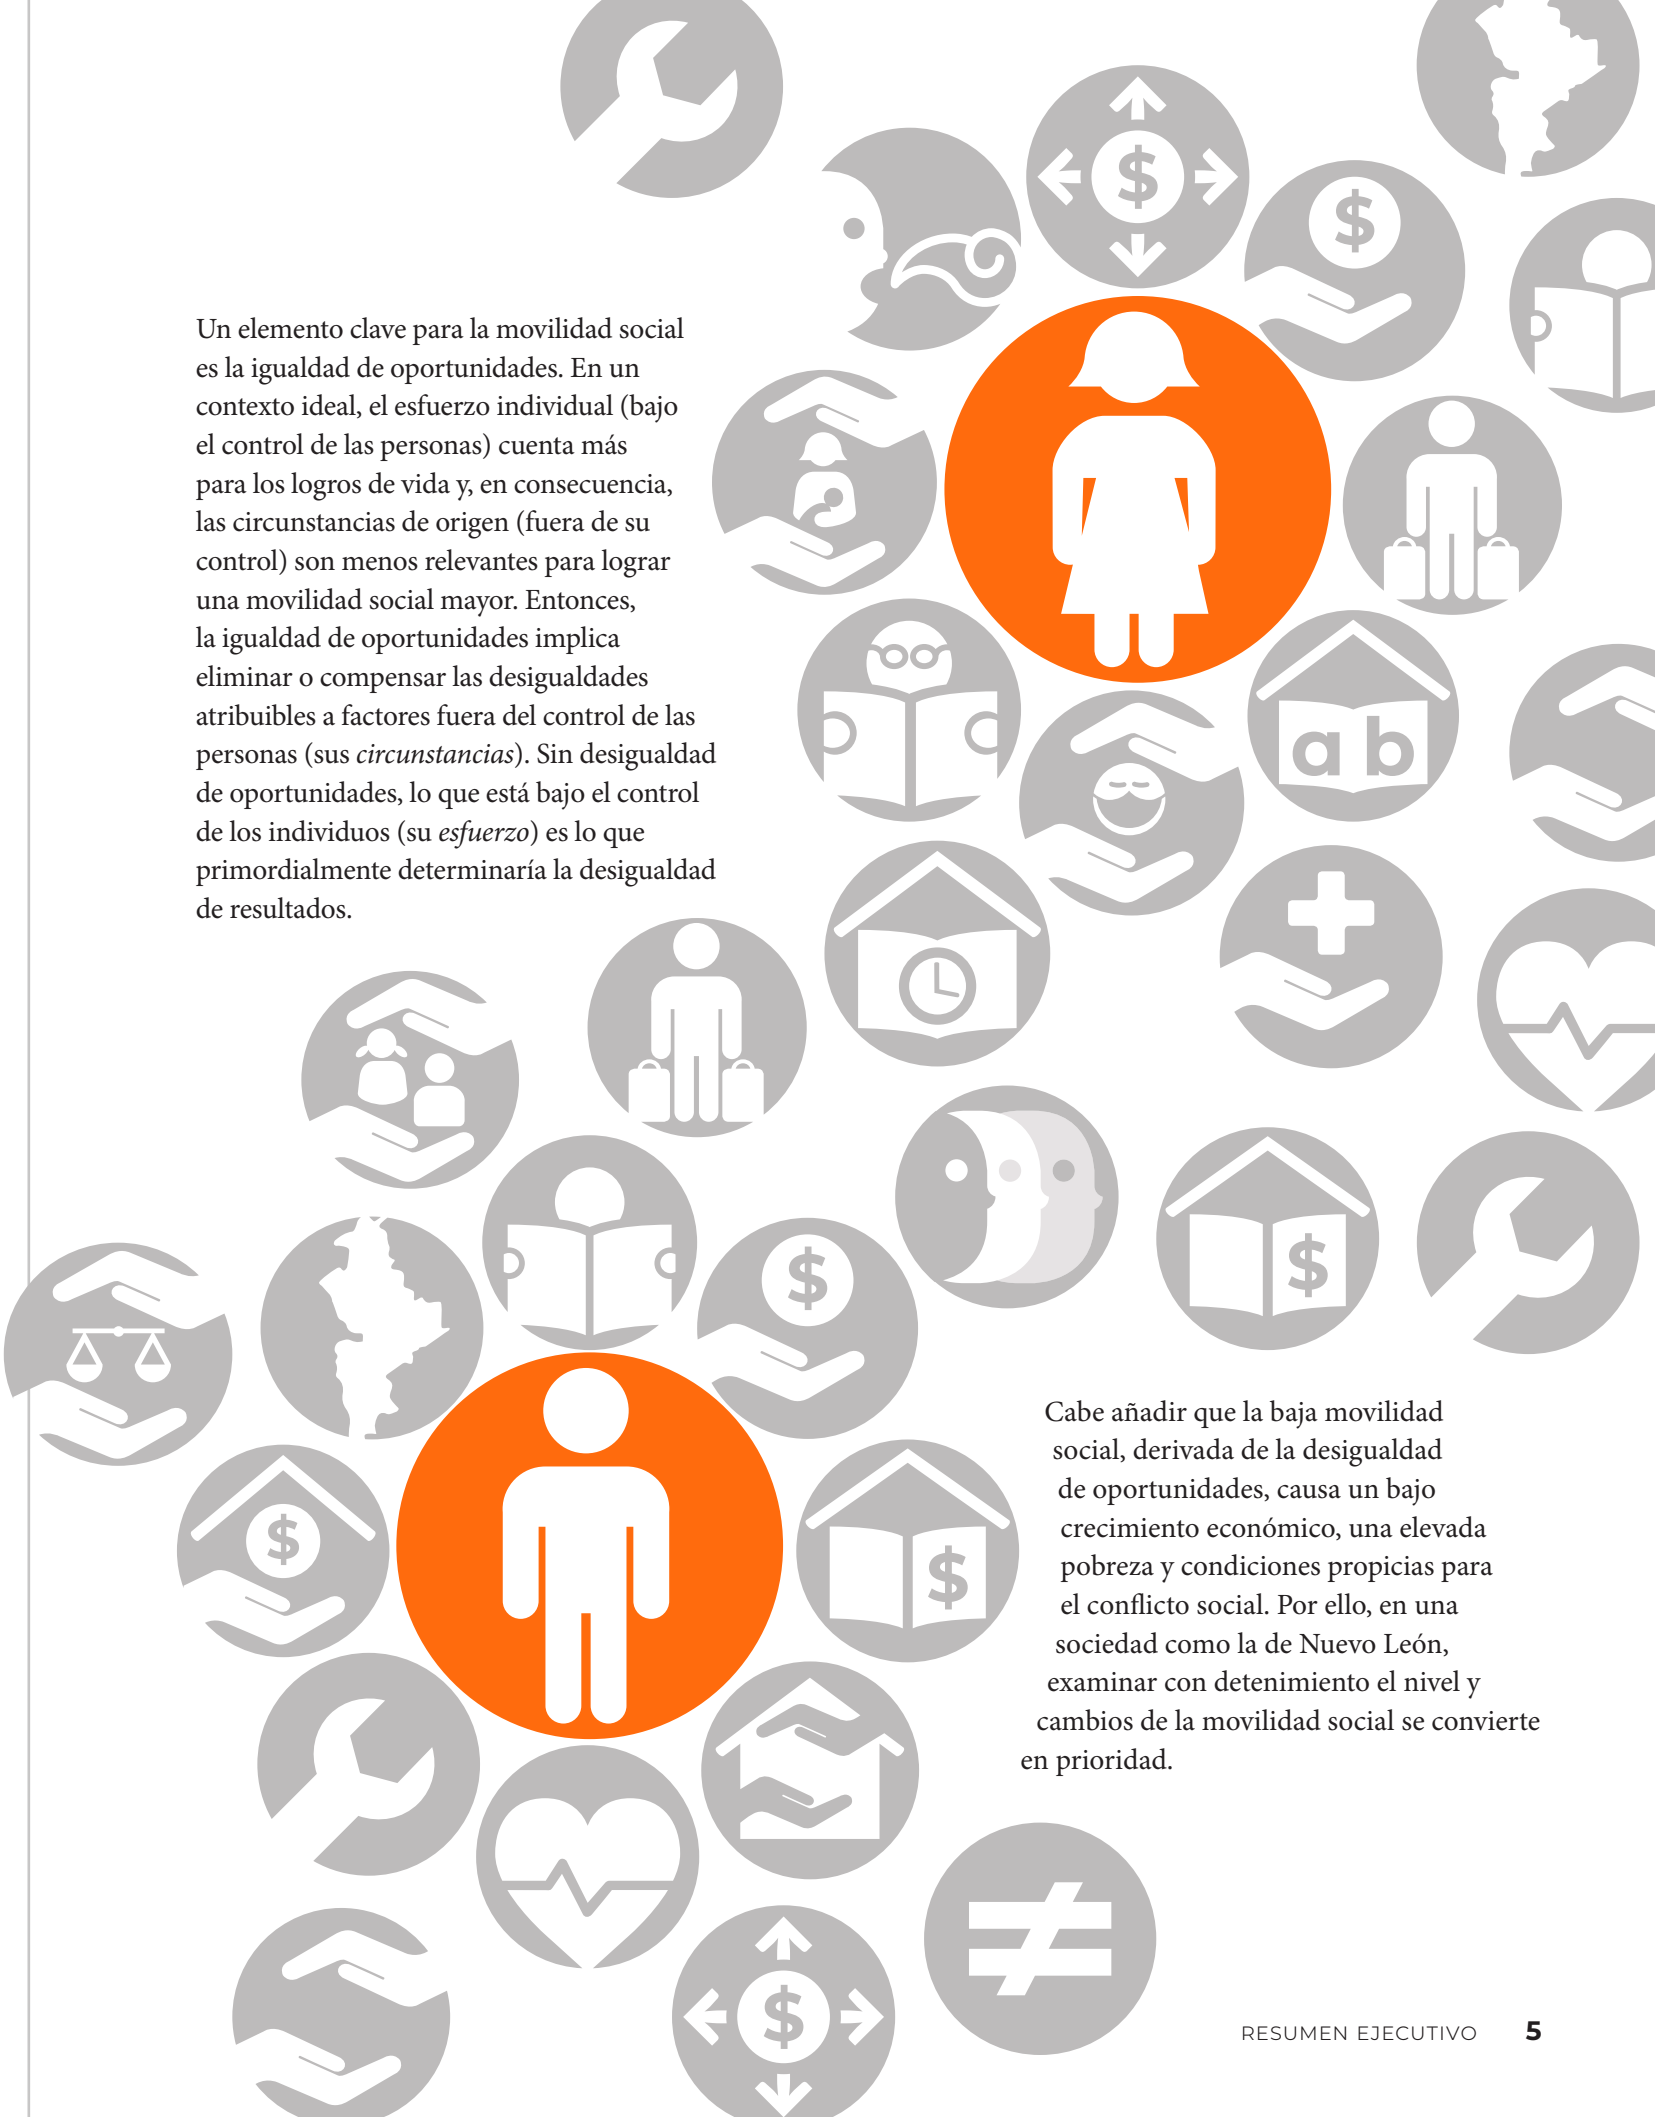 Un elemento clave para la movilidad social
es la igualdad de oportunidades. En un
contexto ideal, el esfuerzo individual (bajo
el control de las personas) cuenta más
para los logros de vida y, en consecuencia,
las circunstancias de origen (fuera de su
control) son menos relevantes para lograr
una movilidad social mayor. Entonces,
la igualdad de oportunidades implica
eliminar o compensar las desigualdades
atribuibles a factores fuera del control de las
personas (sus circunstancias). Sin desigualdad
de oportunidades, lo que está bajo el control
de los individuos (su esfuerzo) es lo que
primordialmente determinaría la desigualdad
de resultados.
$
$
a b
$
$
$
$
Cabe añadir que la baja movilidad
social, derivada de la desigualdad
de oportunidades, causa un bajo
crecimiento económico, una elevada
pobreza y condiciones propicias para
el conflicto social. Por ello, en una
sociedad como la de Nuevo León,
examinar con detenimiento el nivel y
cambios de la movilidad social se convierte
en prioridad.
≠
$
RESUMEN EJECUTIVO 5